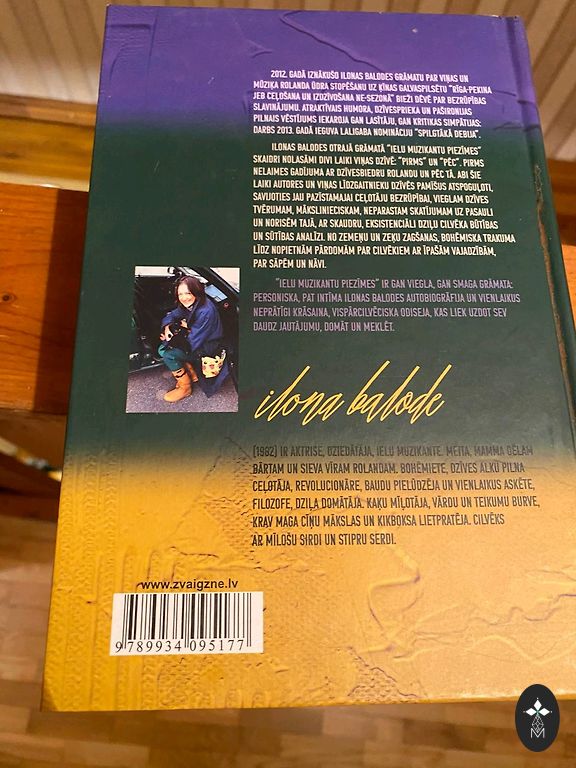 2012. GADĀ IZNĀKUŠO ILONAS BALODES GRĀMATU PAR VIŅAS UN
MŪZIĶA ROLANDA ŪDRA STOPĒŠANU UZ ĶĪNAS GALVASPILSĒTU "RĪGA-PEKINA
JEB CEĻOŠANA UN IZDZĪVOŠANA NE-SEZONĀ" BIEŽI DĒVĒ PAR BEZRŪPĪBAS
SLAVINĀJUMU. ATRAKTĪVAIS HUMORA, DZĪVESPRIEKA UN PAŠIRONIJAS
PILNAIS VĒSTĪJUMS IEKAROJA GAN LASĪTĀJU, GAN KRITIĶAS SIMPĀTIJAS:
DARBS 2013. GADĀ IEGUVA LALIGABA NOMINĀCIJU "SPILGTĀKĀ DEBIJA".
ILONAS BALODES OTRAJĀ GRĀMATĀ "IELU MUZIKANTU PIEZĪMES"
SKAIDRI NOLASĀMI DIVI LAIKI VIŅAS DZĪVĒ: "PIRMS" UN "PĒC". PIRMS
NELAIMES GADĪJUMA AR DZĪVESBIEDRU ROLANDU UN PĒC TĀ. ABI ŠIE
LAIKI AUTORES UN VIŅAS LĪDZGAITNIEKU DZĪVĒS PAMĪŠUS ATSPOGUĻOTI,
SAVIJOTIES JAU PAZĪSTAMAJAI CEĻOTĀJU BEZRŪPĪBAI, VIEGLAM DZĪVES
TVĒRUMAM, MĀKSLINIECISKAM, NEPARASTAM SKATĪJUMAM UZ PASAULI
UN NORISĒM TAJĀ, AR SKAUDRU, EKSISTENCIĀLI DZIĻU CILVĒKA BŪTĪBAS
UN SŪTĪBAS ANALĪZI. NO ZEMEŅU UN ZEĶU ZAGŠANAS, BOHĒMISKA TRAKUMA
LĪDZ NOPIETNĀM PĀRDOMĀM PAR CILVĒKIEM AR ĪPAŠĀM VAJADZĪBĀM,
PAR SĀPĒM UN NĀVI.
"IELU MUZIKANTU PIEZĪMES" IR GAN VIEGLA, GAN SMAGA GRĀMATA:
PERSONISKA, PAT INTĪMA ILONAS BALODES AUTOBIOGRĀFIJA UN VIENLAIKUS
NEPRĀTĪGI KRĀSAINA, VISPĀRCILVĒCISKA ODISEJA, KAS LIEK UZDOT SEV
DAUDZ JAUTĀJUMU, DOMĀT UN MEKLĒT.
ilona balode
(1982) IR AKTRISE, DZIEDĀTĀJA, IELU MUZIKANTE. MEITA, MAMMA DĒLAM
BĀRTAM UN SIEVA VĪRAM ROLANDAM. BOHĒMIETE, DZĪVES ALKU PILNA
CEĻOTĀJA, REVOLUCIONĀRE, BAUDU PIELŪDZĒJA UN VIENLAIKUS ASKĒTE,
FILOZOFE, DZIĻA DOMĀTĀJA. KAĶU MĪĻOTĀJA, VĀRDU UN TEIKUMU BURVE,
KRAV MAGA CĪŅU MĀKSLAS UN KIKBOKSA LIETPRATĒJA. CILVĒKS
AR MĪLOŠU SIRDI UN STIPRU SERDI.
www.zvaigzne.lv
9 789934 095177
M